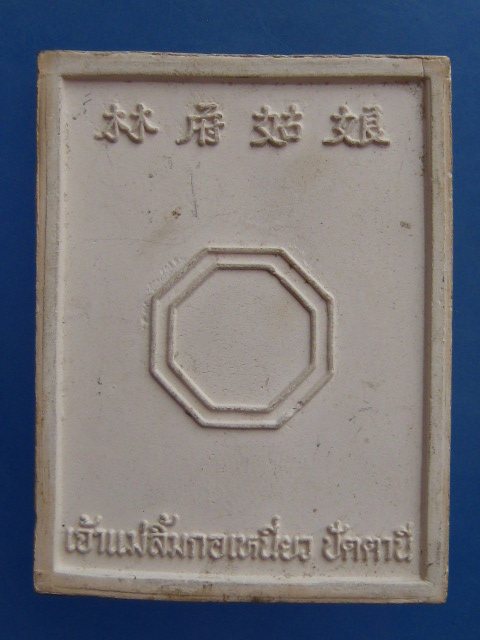 林唐姑娘
เจ้าแม่ลิ้มกอเหนี่ยว ปัตตานี